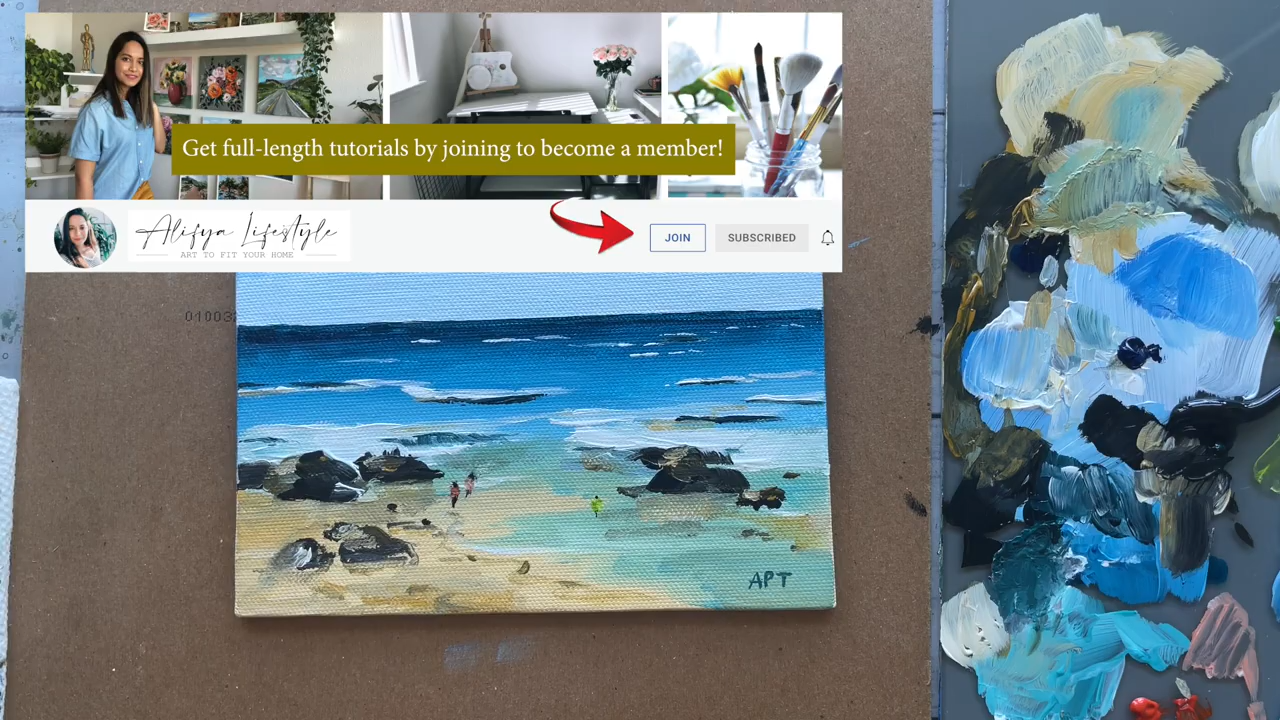 Get full-length tutorials by joining to become a member!
Alifya Lifestyle
ART TO FIT YOUR HOME
JOIN
SUBSCRIBED
01003
APT